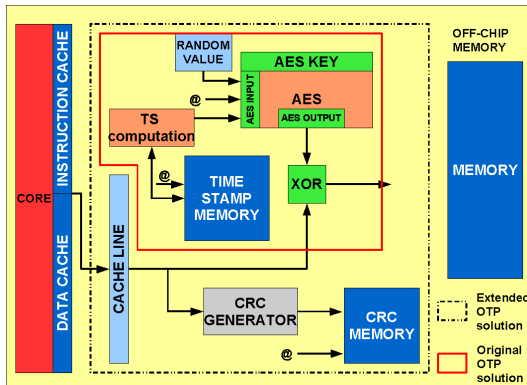 CORE
INSTRUCTION CACHE
DATA CACHE
RANDOM
VALUE
AES KEY
AES INPUT
AES
AES OUTPUT
@
TS
computation
@
TIME
STAMP
MEMORY
XOR
CACHE LINE
CRC
GENERATOR
CRC
MEMORY
@
OFF-CHIP
MEMORY
MEMORY
Extended
OTP
solution
Original
OTP
solution